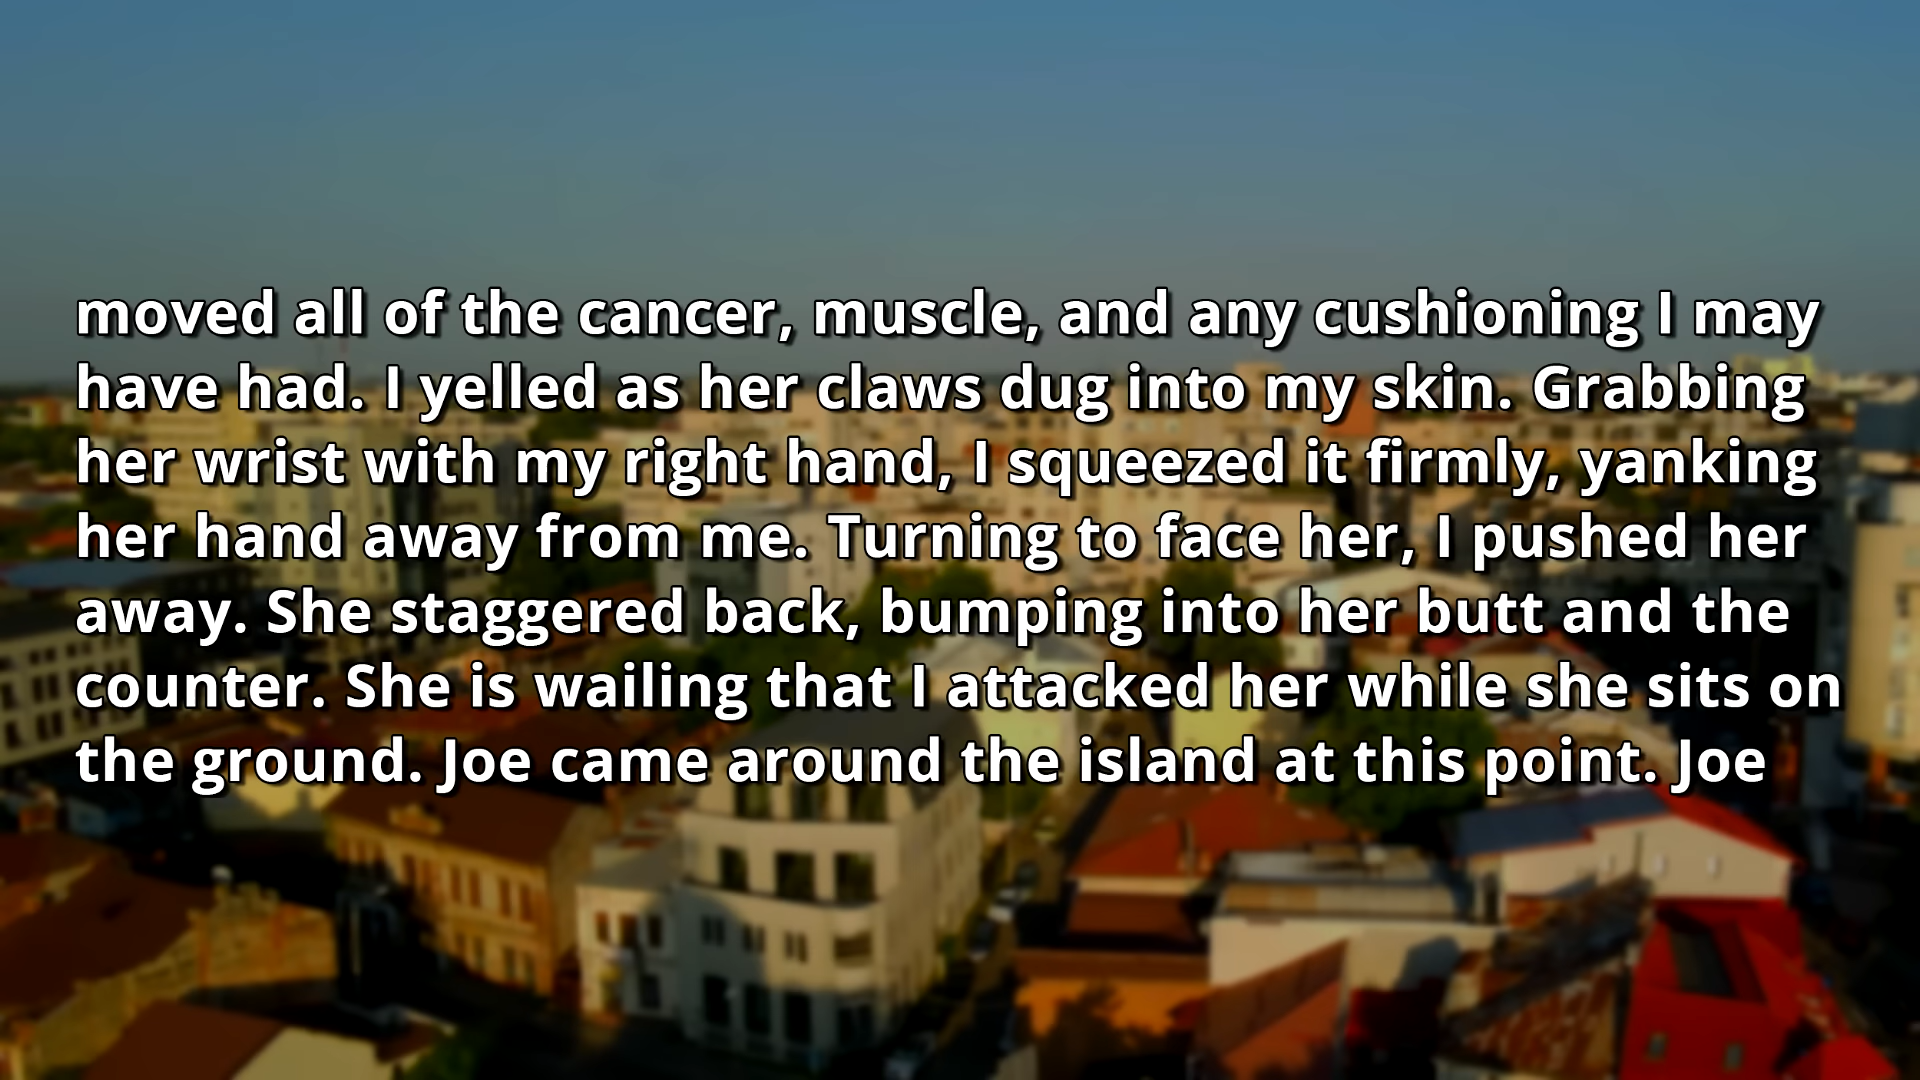 moved all of the cancer, muscle, and any cushioning I may
have had. I yelled as her claws dug into my skin. Grabbing
her wrist with my right hand, I squeezed it firmly, yanking
her hand away from me. Turning to face her, I pushed her
away. She staggered back, bumping into her butt and the
counter. She is wailing that I attacked her while she sits on
the ground. Joe came around the island at this point. Joe